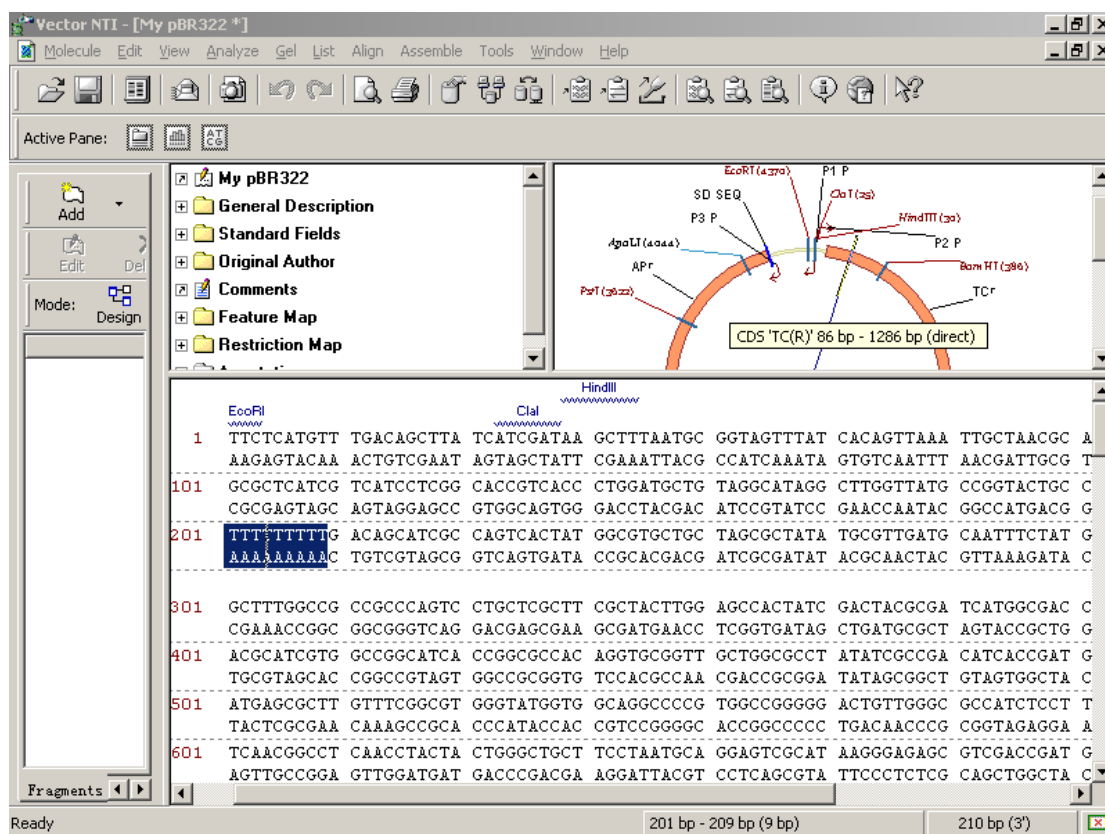 Vector NTI - [My pBR322 *]
Molecule Edit View Analyze Gel List Align Assemble Tools Window Help
Active Pane:
AT
CG
Add
Edit Del
Mode: Design
My pBR322
General Description
Standard Fields
Original Author
Comments
Feature Map
Restriction Map
EcoRI(4370) P1 P
SD SEQ ClaI(25)
P3 P HindIII(30)
ApaLI(4044) P2 P
APr BamHI(386)
PstI(3622) TCr
CDS 'TC(R)' 86 bp - 1286 bp (direct)
HindIII
EcoRI ClaI
1 TTCTCATGTT TGACAGCTTA TCATCGATAA GCTTTAATGC GGTAGTTTAT CACAGTTAAA TTGCTAACGC A
AAGAGTACAA ACTGTCGAAT AGTAGCTATT CGAAATTACG CCATCAAATA GTGTCAATTT AACGATTGCG T
101 GCGCTCATCG TCATCCTCGG CACCGTCACC CTGGATGCTG TAGGCATAGG CTTGGTTATG CCGGTACTGC C
CGCGAGTAGC AGTAGGAGCC GTGGCAGTGG GACCTACGAC ATCCGTATCC GAACCAATAC GGCCATGACG G
201 TTTTTTTTTG ACAGCATCGC CAGTCACTAT GGCGTGCTGC TAGCGCTATA TGCGTTGATG CAATTTCTAT G
AAAAAAAAAC TGTCGTAGCG GTCAGTGATA CCGCACGACG ATCGCGATAT ACGCAACTAC GTTAAAGATA C
301 GCTTTGGCCG CCGCCCAGTC CTGCTCGCTT CGCTACTTGG AGCCACTATC GACTACGCGA TCATGGCGAC C
CGAAACCGGC GGCGGGTCAG GACGAGCGAA GCGATGAACC TCGGTGATAG CTGATGCGCT AGTACCGCTG G
401 ACGCATCGTG GCCGGCATCA CCGGCGCCAC AGGTGCGGTT GCTGGCGCCT ATATCGCCGA CATCACCGAT G
TGCGTAGCAC CGGCCGTAGT GGCCGCGGTG TCCACGCCAA CGACCGCGGA TATAGCGGCT GTAGTGGCTA C
501 ATGAGCGCTT GTTTCGGCGT GGGTATGGTG GCAGGCCCCG TGGCCGGGGG ACTGTTGGGC GCCATCTCCT T
TACTCGCGAA CAAAGCCGCA CCCATACCAC CGTCCGGGGC ACCGGCCCCC TGACAACCCG CGGTAGAGGA A
601 TCAACGGCCT CAACCTACTA CTGGGCTGCT TCCTAATGCA GGAGTCGCAT AAGGGAGAGC GTCGACCGAT G
AGTTGCCGGA GTTGGATGAT GACCCGACGA AGGATTACGT CCTCAGCGTA TTCCCTCTCG CAGCTGGCTA C
Fragments
Ready 201 bp - 209 bp (9 bp) 210 bp (3')